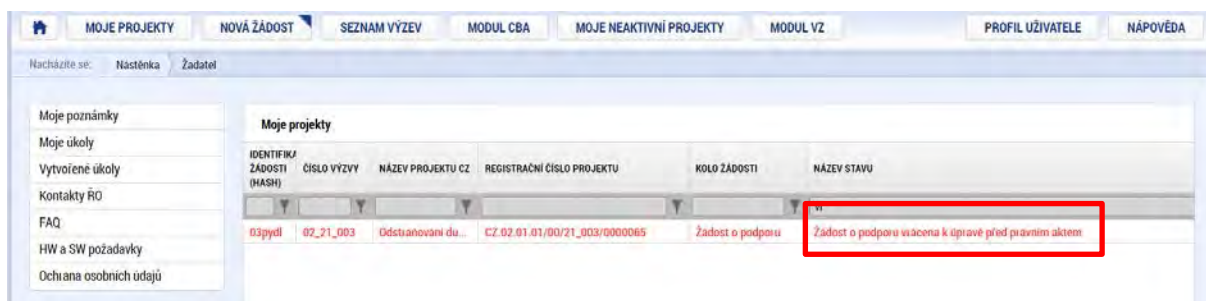 MOJE PROJEKTY NOVÁ ŽÁDOST SEZNAM VÝZEV MODUL CBA MOJE NEAKTIVNÍ PROJEKTY MODUL VZ PROFIL UŽIVATELE NÁPOVĚDA
Nacházíte se: Nástěnka Žadatel
Moje poznámky
Moje úkoly
Vytvořené úkoly
Kontakty ŘO
FAQ
HW a SW požadavky
Ochrana osobních údajů
Moje projekty
IDENTIFIKA ŽÁDOSTI (HASH) ČÍSLO VÝZVY NÁZEV PROJEKTU CZ REGISTRAČNÍ ČÍSLO PROJEKTU KOLO ŽÁDOSTI NÁZEV STAVU
03pydl 02_21_003 Odstraňování du... CZ.02.01.01/00/21_003/0000065 Žádost o podporu Žádost o podporu vrácena k úpravě před právním aktem